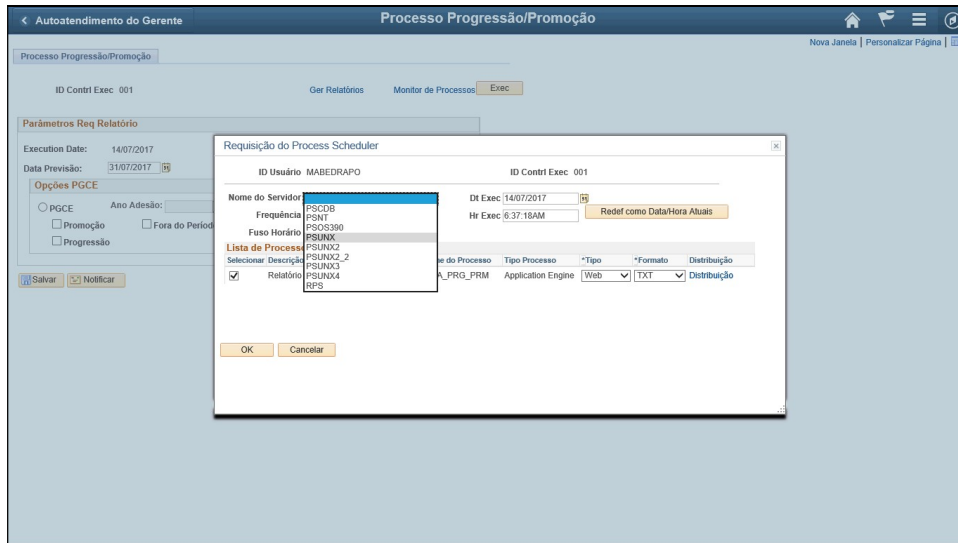 Autoatendimento do Gerente
Processo Progressão/Promoção
Nova Janela | Personalizar Página |
Processo Progressão/Promoção
ID Contrl Exec 001
Ger Relatórios
Monitor de Processos
Exec
Parâmetros Req Relatório
Execution Date: 14/07/2017
Data Previsão: 31/07/2017
Opções PGCE
PGCE
Ano Adesão:
Promoção
Fora do Períod
Progressão
Salvar
Notificar
Requisição do Process Scheduler
ID Usuário MABEDRAPO
ID Contrl Exec 001
Nome do Servidor
Dt Exec 14/07/2017
Frequência
Hr Exec 6:37:18AM
Redef como Data/Hora Atuais
Fuso Horário
PSCDB
PSNT
PSOS390
PSUNX
PSUNX2
PSUNX2_2
PSUNX3
PSUNX4
RPS
Lista de Processo
Selecionar Descrição
e do Processo Tipo Processo *Tipo *Formato Distribuição
Relatório
A_PRG_PRM Application Engine Web TXT Distribuição
OK
Cancelar